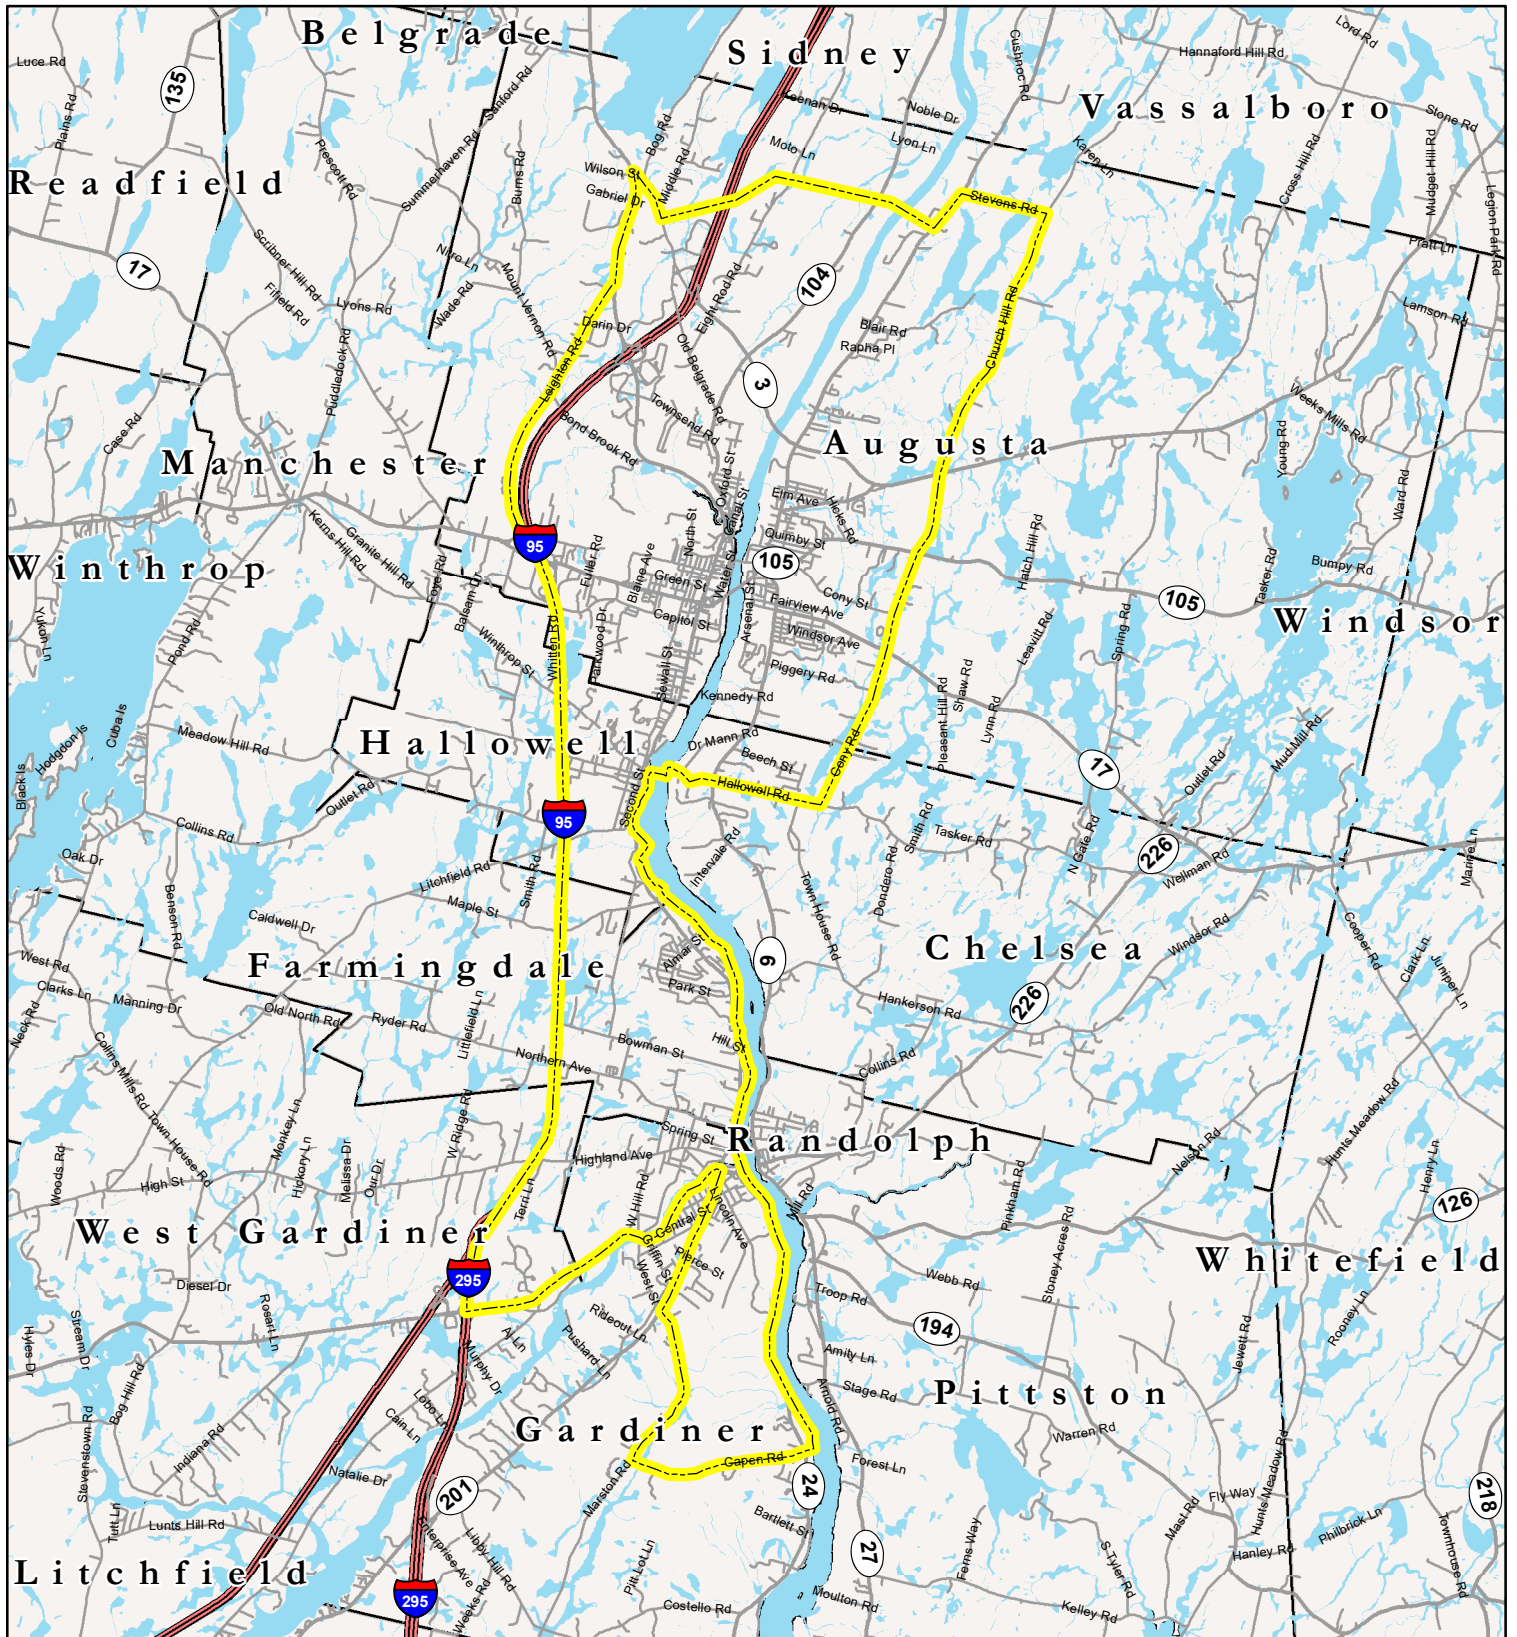 Belgrade
Sidney
Vassalboro
Luce Rd
135
Plains Rd
Sanford Rd
Bog Rd
Keenan Dr
Noble Dr
Cushnoc Rd
Hannaford Hill Rd
Lord Rd
Stone Rd
Readfield
Prescott Rd
Summerhaven Rd
Burns Rd
Wilson St
Gabriel Dr
Middle Rd
Moto Ln
Lyon Ln
Karen Ln
Stevens Rd
Cross Hill Rd
Mudget Hill Rd
Legion Park Rd
Pratt Ln
17
Scribner Hill Rd
Fifield Rd
Lyons Rd
Nitro Ln
Wade Rd
Mount Vernon Rd
Darin Dr
Eight Rod Rd
104
Blair Rd
Rapha Pl
Church Hill Rd
Lamson Rd
Puddledock Rd
Leighton Rd
Old Belgrade Rd
3
Case Rd
Bond Brook Rd
Townsend Rd
Weeks Mills Rd
Young Rd
Ward Rd
Manchester
Augusta
Oxford St
Canal St
Elm Ave
Hicks Rd
Kerns Hill Rd
Granite Hill Rd
95
North St
Quimby St
105
Hatch Hill Rd
Winthrop
Foye Rd
Balsam Dr
Fuller Rd
Blaine Ave
Green St
Water St
Arsenal St
Cony St
Fairview Ave
105
Tasker Rd
Bumpy Rd
Windsor
Yukon Ln
Pond Rd
Winthrop St
Whitten Rd
Parkwood Dr
Capitol St
Windsor Ave
Leavitt Rd
Spring Rd
Sewall St
Piggery Rd
Kennedy Rd
Pleasant Hill Rd
Shaw Rd
Lynn Rd
Hodgdon Is
Cuba Is
Black Is
Meadow Hill Rd
Hallowell
Dr Mann Rd
Beech St
Cony Rd
17
Outlet Rd
Mud Mill Rd
Outlet Rd
95
Second St
Hallowell Rd
Collins Rd
Smith Rd
Tasker Rd
N Gate Rd
226
Wellman Rd
Marine Ln
Oak Dr
Benson Rd
Litchfield Rd
Smith Rd
Maple St
Intervale Rd
Town House Rd
Dondero Rd
Caldwell Dr
Windsor Rd
Cooper Rd
Clark Ln
Juniper Ln
West Rd
Farmingdale
Almar St
Park St
6
Chelsea
Clarks Ln
Manning Dr
Old North Rd
Ryder Rd
Littlefield Ln
Hankerson Rd
226
Neck Rd
Collins Mills Rd
Northern Ave
Bowman St
Hill St
Collins Rd
Town House Rd
Monkey Ln
W Ridge Rd
Spring St
Randolph
Hunts Meadow Rd
Woods Rd
High St
Hickory Ln
Melissa Dr
Our Dr
Highland Ave
Nelson Rd
Henry Ln
126
West Gardiner
Terri Ln
W Hill Rd
Central St
Lincoln Ave
Mill Rd
Pinkham Rd
Stoney Acres Rd
Whitefield
295
Griffin St
Pierce St
West St
Webb Rd
Diesel Dr
Rosart Ln
Troop Rd
Stream Dr
Hyles Dr
Rideout Ln
Aj Ln
Pushard Ln
194
Jewett Rd
Rooney Ln
Murphy Dr
Amity Ln
Bog Hill Rd
Lobo Ln
Cain Ln
Stage Rd
Pittston
Arnold Rd
Stevenstown Rd
Indiana Rd
Gardiner
Warren Rd
Natalie Dr
Marston Rd
Capen Rd
Forest Ln
Hunts Meadow Rd
201
24
Fly Way
218
Tutt Ln
Lunts Hill Rd
Bartlett St
Mast Rd
Philbrick Ln
Enterprise Ave
Libby Hill Rd
27
Ferns Way
Hanley Rd
Townhouse Rd
Litchfield
295
Weeks Rd
Pitt Lot Ln
S Tyler Rd
Costello Rd
Moulton Rd
Kelley Rd